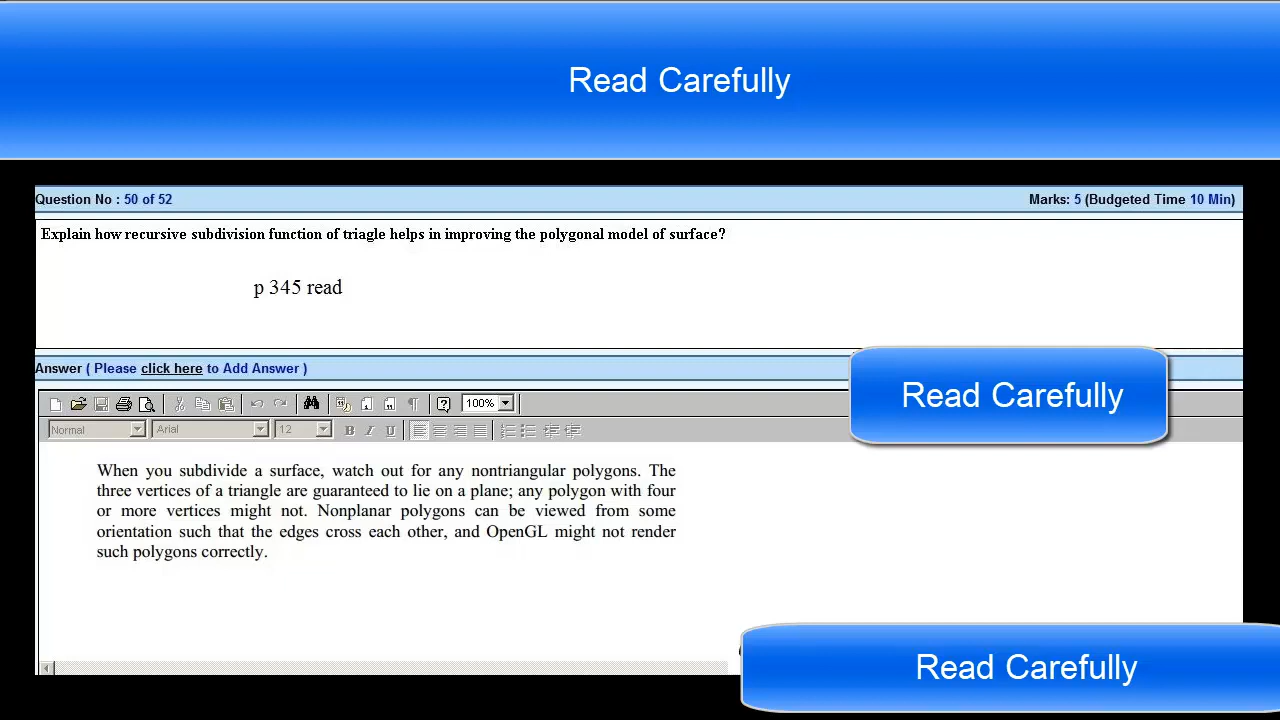 Read Carefully
Question No : 50 of 52
Marks: 5 (Budgeted Time 10 Min)
Explain how recursive subdivision function of triagle helps in improving the polygonal model of surface?
p 345 read
Answer ( Please click here to Add Answer )
Read Carefully
100%
Normal
Arial
12
B I U
When you subdivide a surface, watch out for any nontriangular polygons. The
three vertices of a triangle are guaranteed to lie on a plane; any polygon with four
or more vertices might not. Nonplanar polygons can be viewed from some
orientation such that the edges cross each other, and OpenGL might not render
such polygons correctly.
Read Carefully